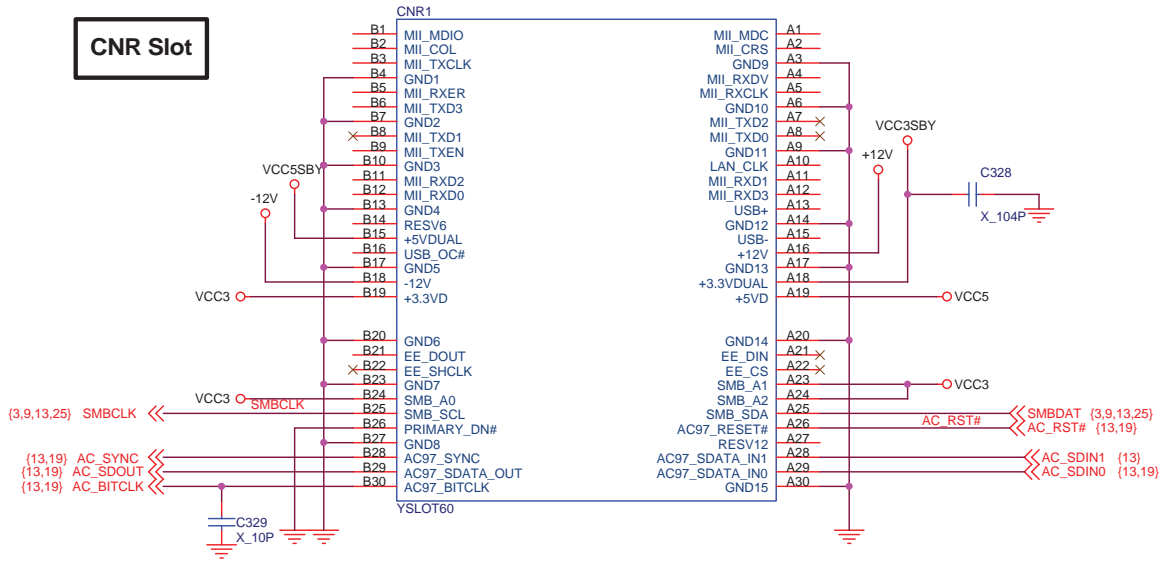 CNR Slot
CNR1
B1 MII_MDIO MII_MDC A1
B2 MII_COL MII_CRS A2
B3 MII_TXCLK GND9 A3
B4 GND1 MII_RXDV A4
B5 MII_RXER MII_RXCLK A5
B6 MII_TXD3 GND10 A6
B7 GND2 MII_TXD2 A7
B8 MII_TXD1 MII_TXD0 A8
VCC3SBY
B9 MII_TXEN GND11 A9
+12V
B10 GND3 LAN_CLK A10
VCC5SBY
B11 MII_RXD2 MII_RXD1 A11
C328
B12 MII_RXD0 MII_RXD3 A12
-12V
B13 GND4 USB+ A13
B14 RESV6 GND12 A14
X_104P
B15 +5VDUAL USB- A15
B16 USB_OC# +12V A16
B17 GND5 GND13 A17
B18 -12V +3.3VDUAL A18
VCC3 B19 +3.3VD +5VD A19 VCC5
B20 GND6 GND14 A20
B21 EE_DOUT EE_DIN A21
B22 EE_SHCLK EE_CS A22
B23 GND7 SMB_A1 A23 VCC3
VCC3 B24 SMB_A0 SMB_A2 A24
SMBCLK
{3,9,13,25} SMBCLK B25 SMB_SCL SMB_SDA A25 SMBDAT {3,9,13,25}
AC_RST#
B26 PRIMARY_DN# AC97_RESET# A26 AC_RST# {13,19}
B27 GND8 RESV12 A27
{13,19} AC_SYNC B28 AC97_SYNC AC97_SDATA_IN1 A28 AC_SDIN1 {13}
{13,19} AC_SDOUT B29 AC97_SDATA_OUT AC97_SDATA_IN0 A29 AC_SDIN0 {13,19}
{13,19} AC_BITCLK B30 AC97_BITCLK GND15 A30
YSLOT60
C329
X_10P